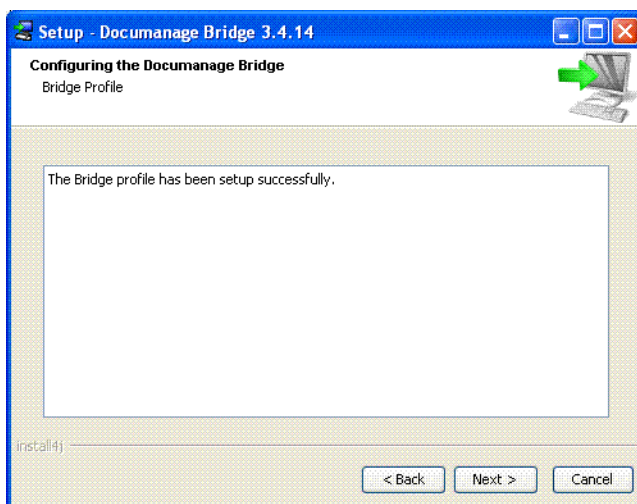 Setup - Documanage Bridge 3.4.14
Configuring the Documanage Bridge
Bridge Profile
The Bridge profile has been setup successfully.
install4j
< Back Next > Cancel